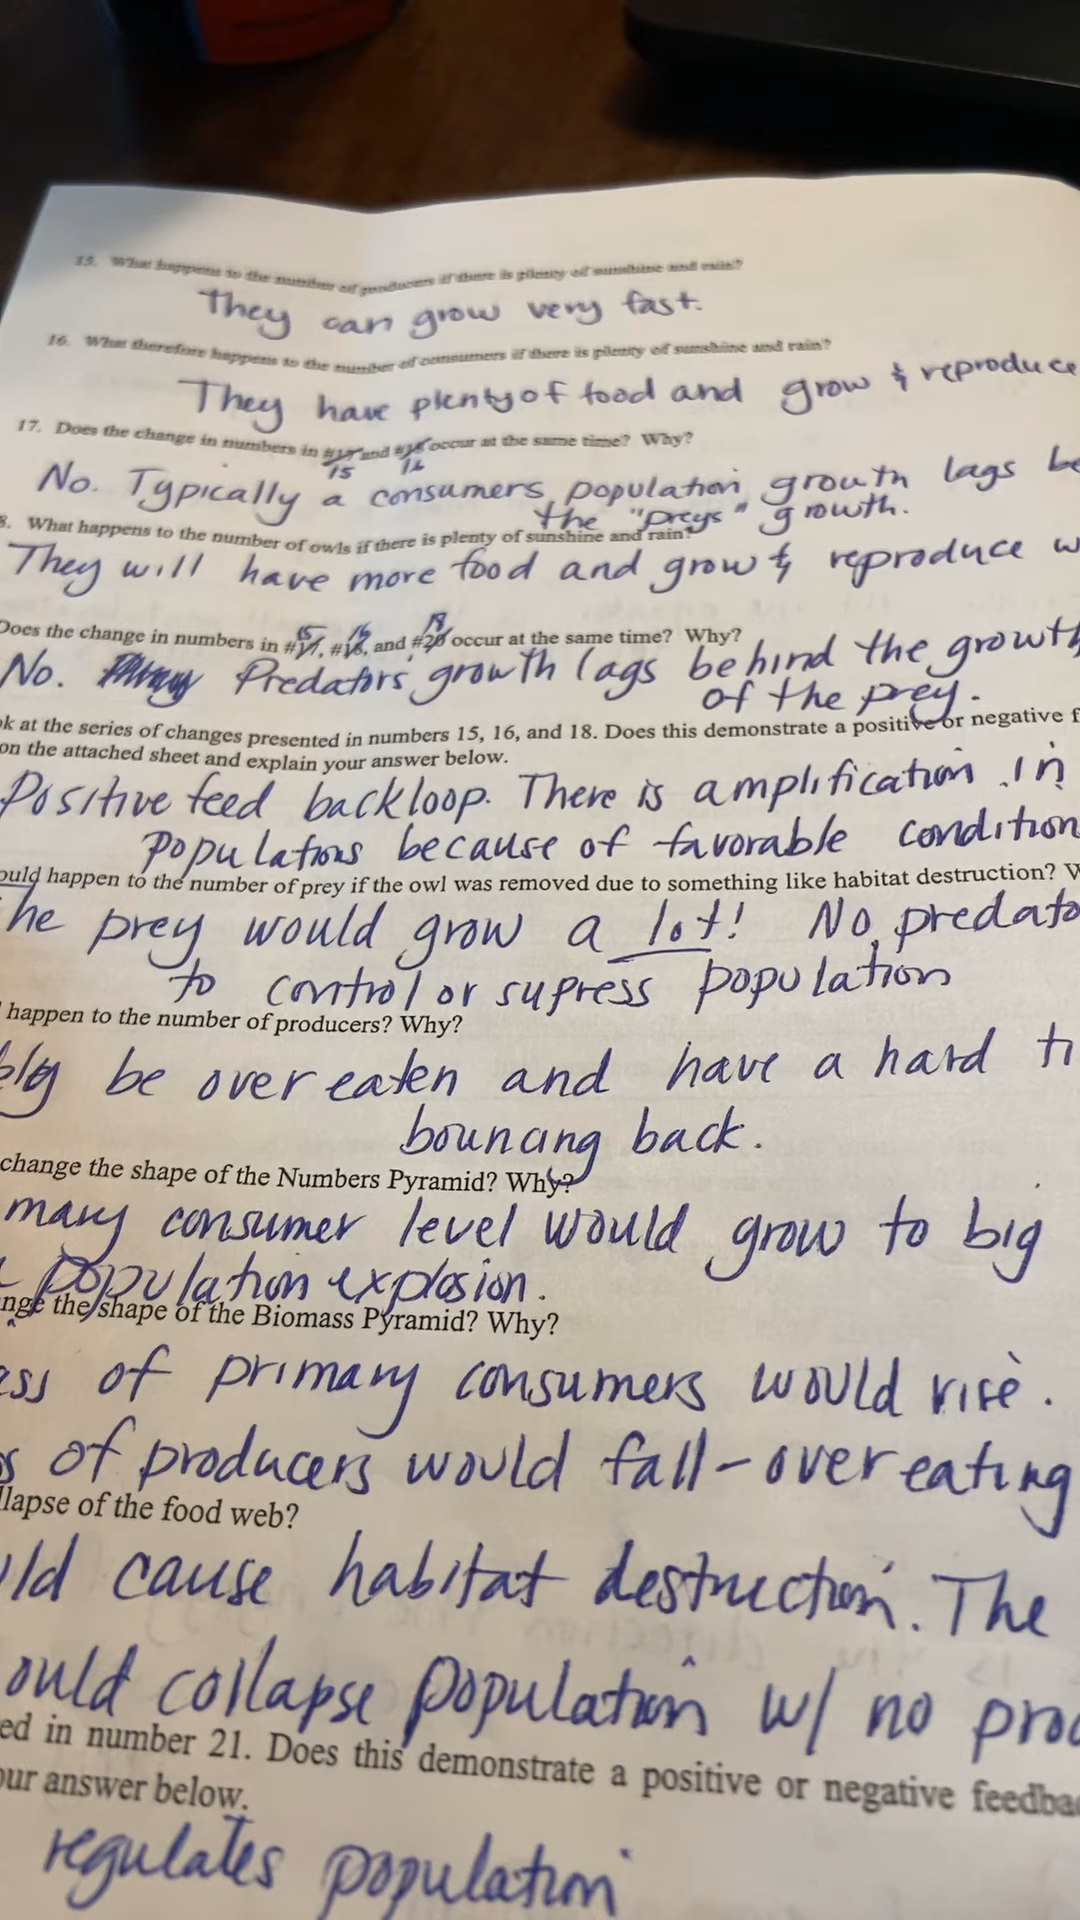 15. What happens to the number of producers if there is plenty of sunshine and rain?
They can grow very fast.
16. What therefore happens to the number of consumers if there is plenty of sunshine and rain?
They have plenty of food and grow & reproduce
17. Does the change in numbers in #17 and #18 occur at the same time? Why?
15 16
No. Typically a consumers population growth lags be
the "preys" growth.
8. What happens to the number of owls if there is plenty of sunshine and rain?
They will have more food and grow & reproduce w
15 16 18
Does the change in numbers in #17, #18, and #20 occur at the same time? Why?
No. Predators' growth lags behind the growth
of the prey.
ok at the series of changes presented in numbers 15, 16, and 18. Does this demonstrate a positive or negative f
on the attached sheet and explain your answer below.
Positive feed back loop. There is amplification in
populations because of favorable condition
ould happen to the number of prey if the owl was removed due to something like habitat destruction? W
he prey would grow a lot! No predato
to control or supress population
happen to the number of producers? Why?
be over eaten and have a hard ti
bouncing back.
change the shape of the Numbers Pyramid? Why?
mary consumer level would grow to big
population explosion.
nge the shape of the Biomass Pyramid? Why?
ass of primary consumers would rise.
s of producers would fall - over eating
llapse of the food web?
uld cause habitat destruction. The
ould collapse population w/ no prod
ed in number 21. Does this demonstrate a positive or negative feedba
our answer below.
regulates population